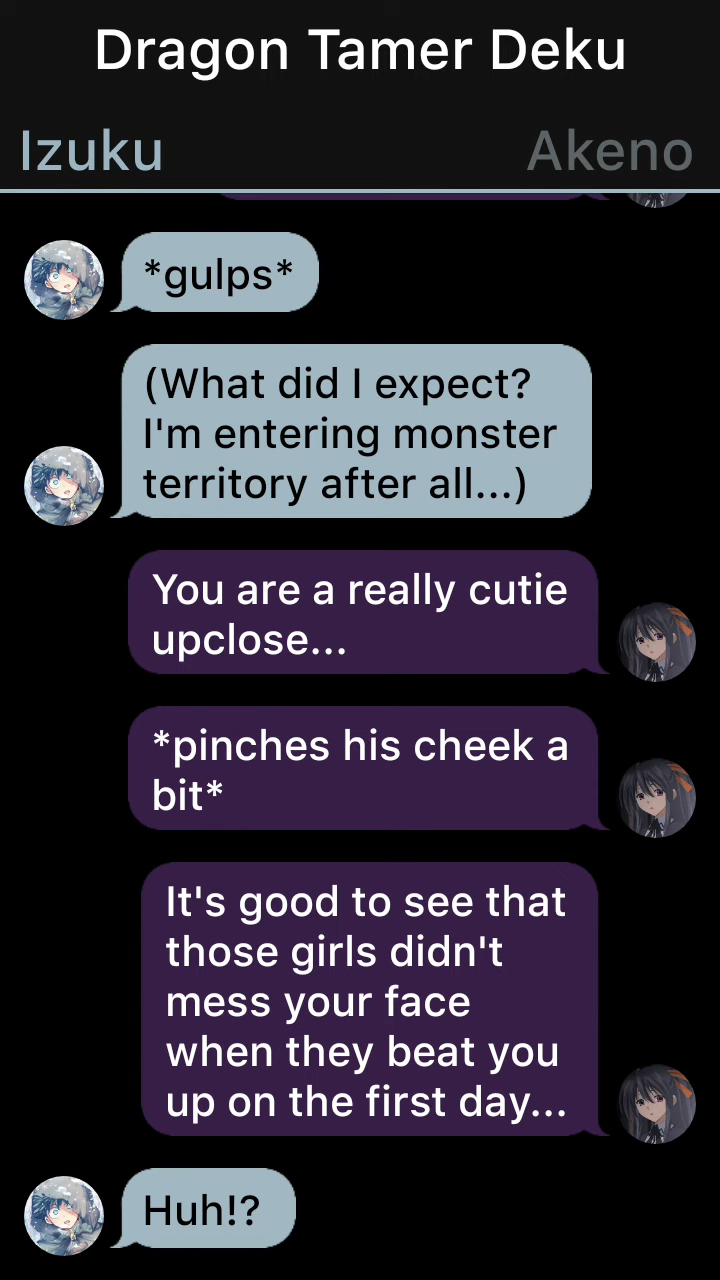 Dragon Tamer Deku
Izuku
Akeno
*gulps*
(What did I expect?
I'm entering monster
territory after all...)
You are a really cutie
upclose...
*pinches his cheek a
bit*
It's good to see that
those girls didn't
mess your face
when they beat you
up on the first day...
Huh!?